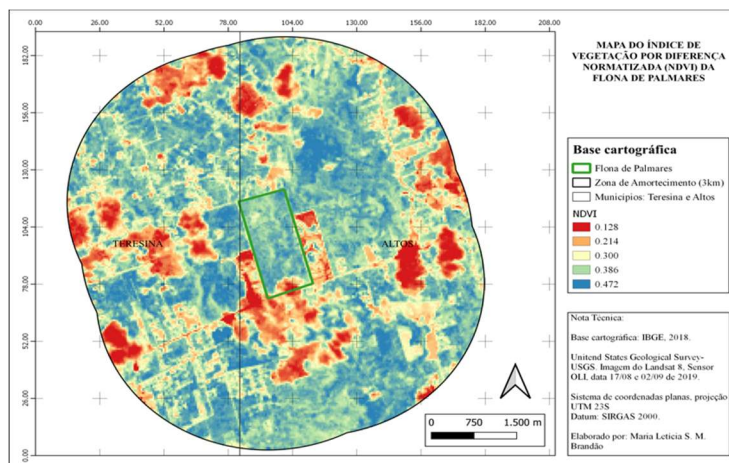 0.00 26.00 52.00 78.00 104.00 130.00 156.00 182.00 208.00
MAPA DO ÍNDICE DE
VEGETAÇÃO POR DIFERENÇA
NORMATIZADA (NDVI) DA
FLONA DE PALMARES
182.00
156.00
130.00
104.00
78.00
52.00
26.00
0.00
TERESINA
ALTOS
Base cartográfica
Flona de Palmares
Zona de Amortecimento (3km)
Municipios: Teresina e Altos
NDVI
0.128
0.214
0.300
0.386
0.472
Nota Técnica:
Base cartográfica: IBGE, 2018.
Unitend States Geological Survey-
USGS. Imagem do Landsat 8, Sensor
OLI, data 17/08 e 02/09 de 2019.
Sistema de coordenadas planas, projeção
UTM 23S
Datum: SIRGAS 2000.
Elaborado por: Maria Leticia S. M.
Brandão
0 750 1.500 m